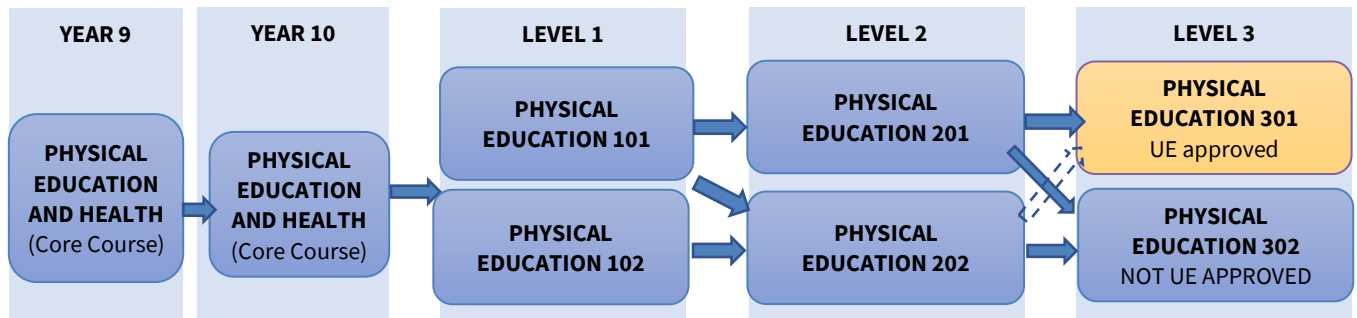 YEAR 9
PHYSICAL
EDUCATION
AND HEALTH
(Core Course)
YEAR 10
PHYSICAL
EDUCATION
AND HEALTH
(Core Course)
LEVEL 1
PHYSICAL
EDUCATION 101
PHYSICAL
EDUCATION 102
LEVEL 2
PHYSICAL
EDUCATION 201
PHYSICAL
EDUCATION 202
LEVEL 3
PHYSICAL
EDUCATION 301
UE approved
PHYSICAL
EDUCATION 302
NOT UE APPROVED